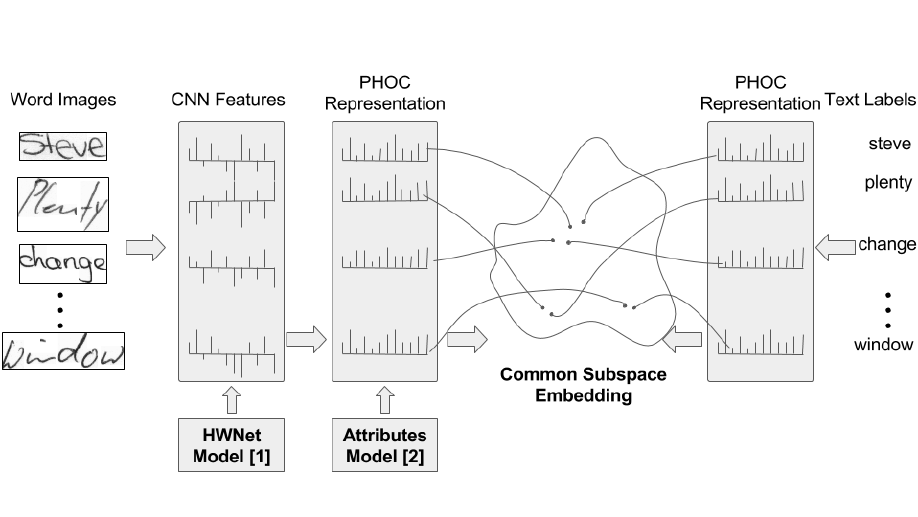 PHOC
Representation
PHOC
Representation
Word Images
CNN Features
Text Labels
Steve
Plenty
change
window
steve
plenty
change
window
Common Subspace
Embedding
HWNet
Model [1]
Attributes
Model [2]